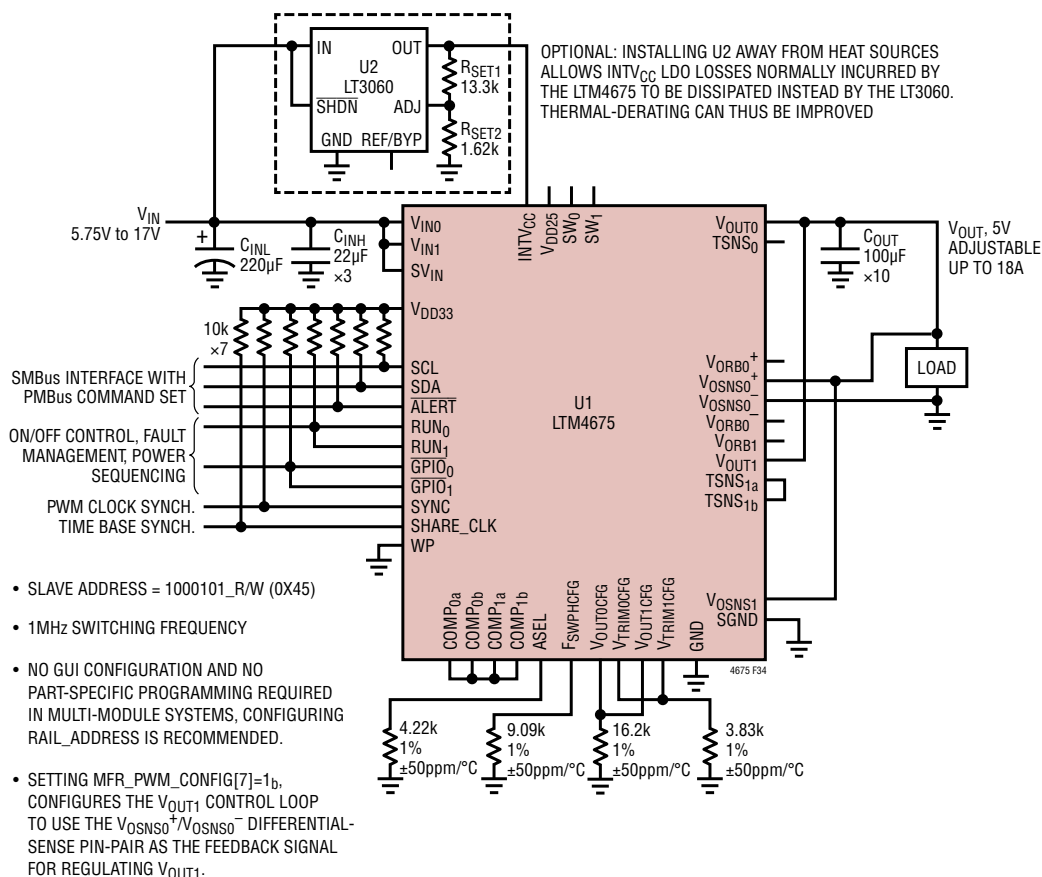 IN
OUT
U2
LT3060
SHDN
ADJ
GND
REF/BYP
RSET1
13.3k
RSET2
1.62k
OPTIONAL: INSTALLING U2 AWAY FROM HEAT SOURCES
ALLOWS INTVCC LDO LOSSES NORMALLY INCURRED BY
THE LTM4675 TO BE DISSIPATED INSTEAD BY THE LT3060.
THERMAL-DERATING CAN THUS BE IMPROVED
VIN
5.75V to 17V
+
CINL
220µF
CINH
22µF
×3
VIN0
VIN1
SVIN
VDD33
INTVCC
VDD25
SW0
SW1
VOUT0
TSNS0
COUT
100µF
×10
VOUT, 5V
ADJUSTABLE
UP TO 18A
10k
×7
SMBus INTERFACE WITH
PMBus COMMAND SET
ON/OFF CONTROL, FAULT
MANAGEMENT, POWER
SEQUENCING
PWM CLOCK SYNCH.
TIME BASE SYNCH.
SCL
SDA
ALERT
RUN0
RUN1
GPIO0
GPIO1
SYNC
SHARE_CLK
WP
U1
LTM4675
VORB0+
VOSNS0+
VOSNS0−
VORB0−
VORB1
VOUT1
TSNS1a
TSNS1b
LOAD
VOSNS1
SGND
COMP0a
COMP0b
COMP1a
COMP1b
ASEL
FSWPHCFG
VOUT0CFG
VTRIM0CFG
VOUT1CFG
VTRIM1CFG
GND
4675 F34
4.22k
1%
±50ppm/°C
9.09k
1%
±50ppm/°C
16.2k
1%
±50ppm/°C
3.83k
1%
±50ppm/°C
• SLAVE ADDRESS = 1000101_R/W (0X45)
• 1MHz SWITCHING FREQUENCY
• NO GUI CONFIGURATION AND NO
PART-SPECIFIC PROGRAMMING REQUIRED
IN MULTI-MODULE SYSTEMS, CONFIGURING
RAIL_ADDRESS IS RECOMMENDED.
• SETTING MFR_PWM_CONFIG[7]=1b,
CONFIGURES THE VOUT1 CONTROL LOOP
TO USE THE VOSNS0+/VOSNS0− DIFFERENTIAL-
SENSE PIN-PAIR AS THE FEEDBACK SIGNAL
FOR REGULATING VOUT1.